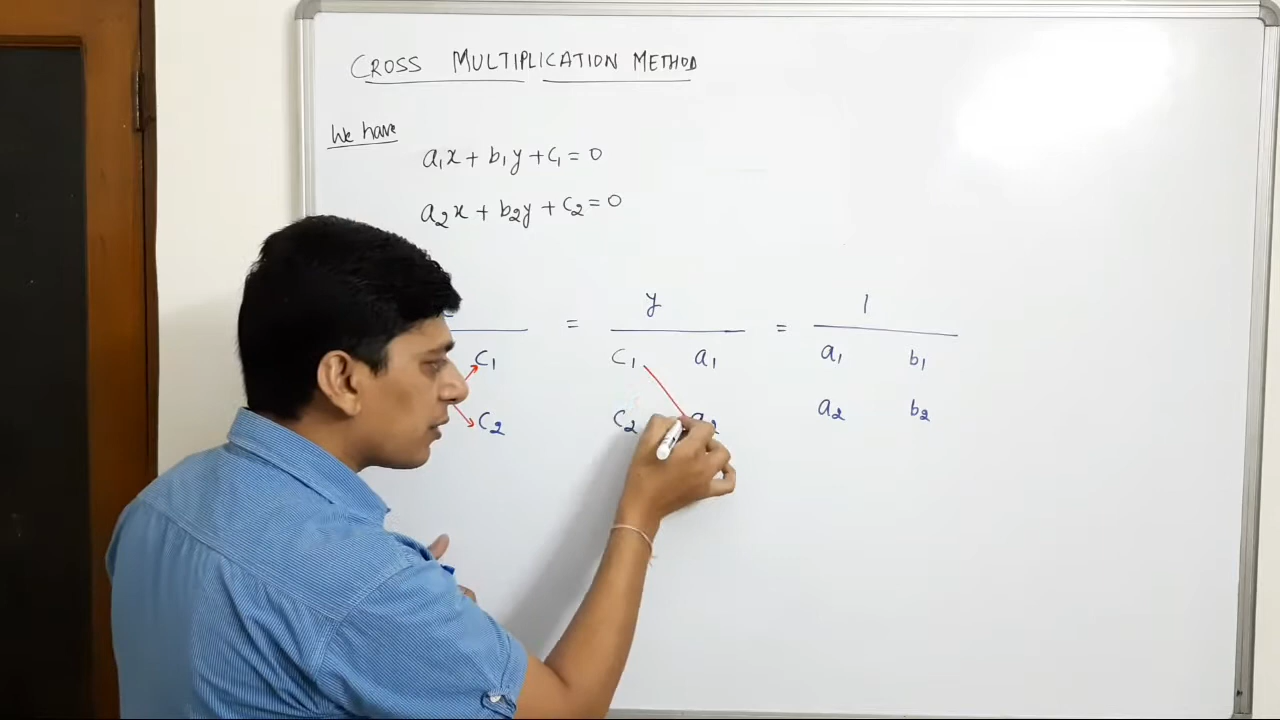 CROSS MULTIPLICATION METHOD
We have
a₁x + b₁y + c₁ = 0
a₂x + b₂y + c₂ = 0
= y = 1
c₁ c₁ a₁ a₁ b₁
c₂ c₂ a₂ a₂ b₂